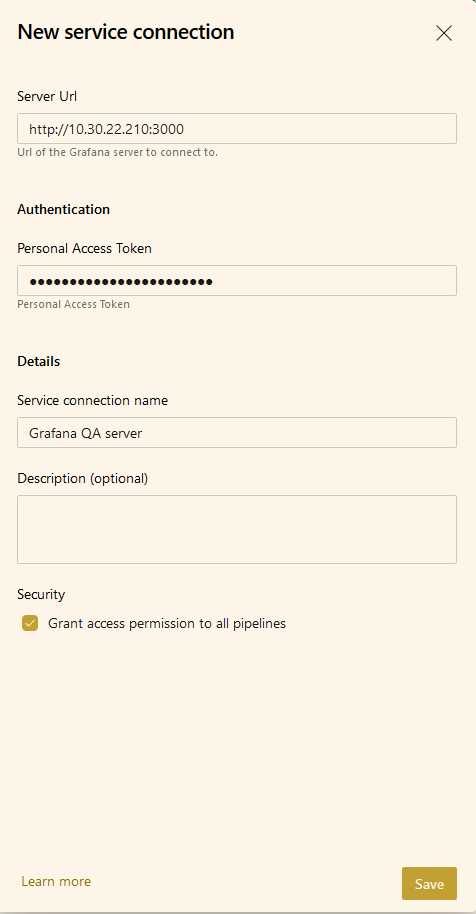 New service connection
Server Url
http://10.30.22.210:3000
Url of the Grafana server to connect to.
Authentication
Personal Access Token
●●●●●●●●●●●●●●●●●●●●●●●
Personal Access Token
Details
Service connection name
Grafana QA server
Description (optional)
Security
Grant access permission to all pipelines
Learn more
Save